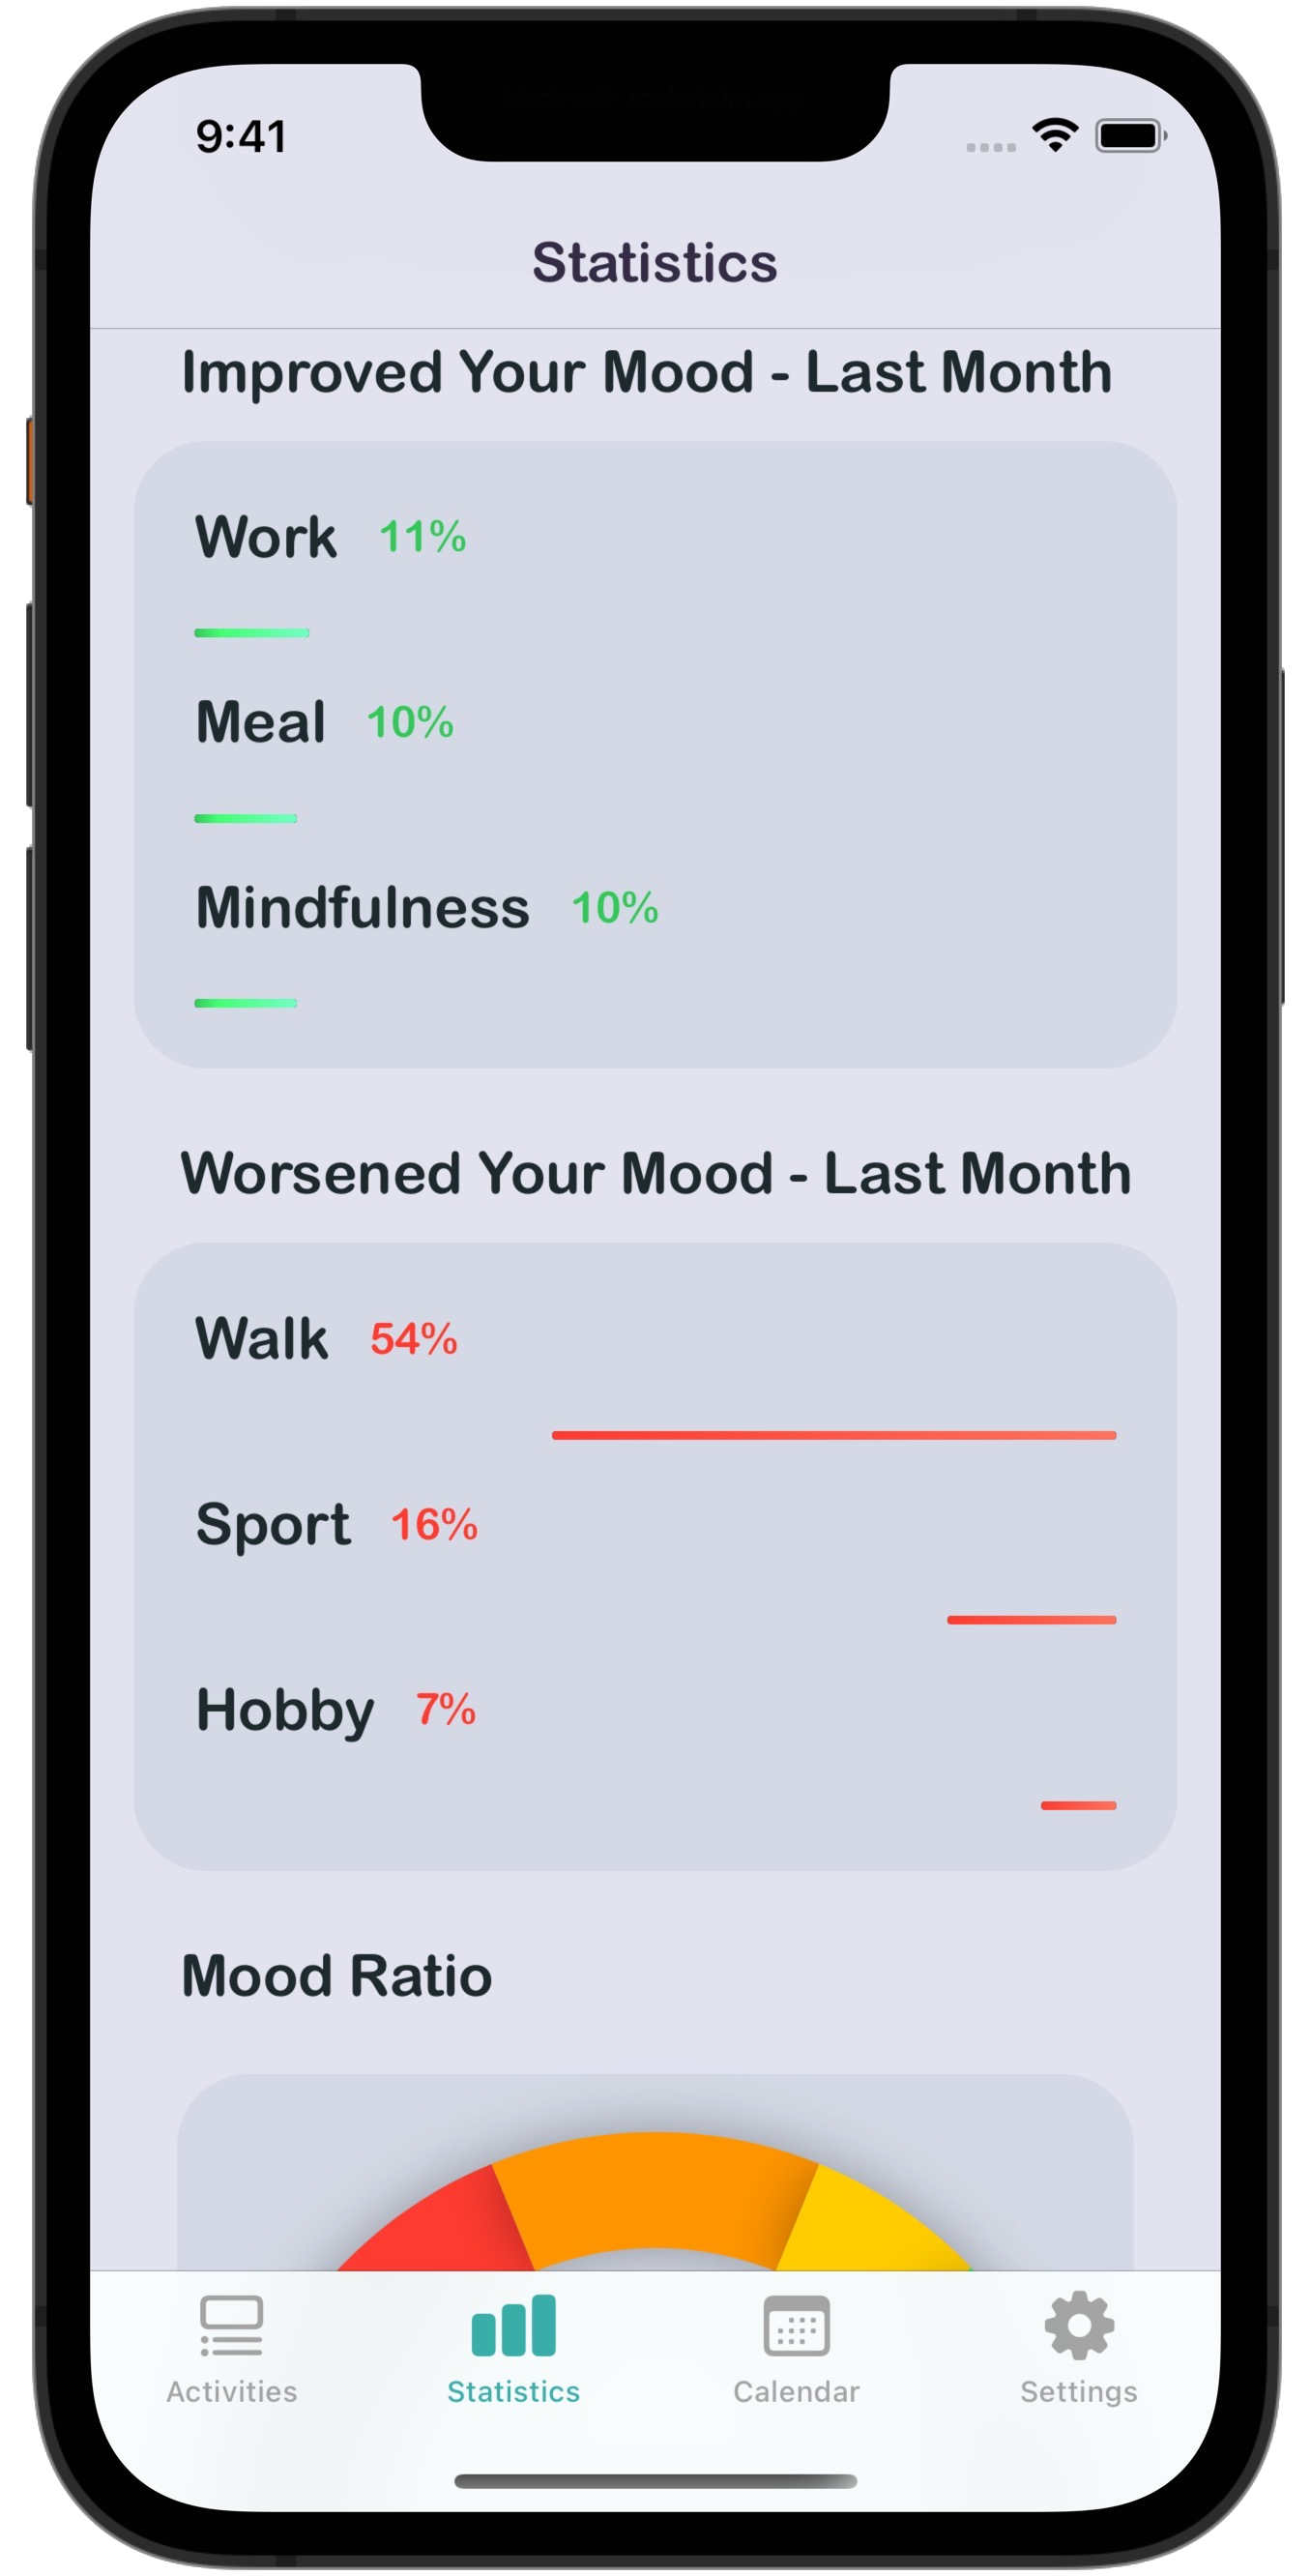 9:41
Statistics
Improved Your Mood - Last Month
Work 11%
Meal 10%
Mindfulness 10%
Worsened Your Mood - Last Month
Walk 54%
Sport 16%
Hobby 7%
Mood Ratio
Activities Statistics Calendar Settings